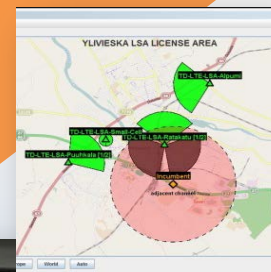 YLIVIESKA LSA LICENSE AREA
TD-LTE-LSA-Alpumi
TD-LTE-LSA-Small-Cell
TD-LTE-LSA-Ratakatu [1/2]
TD-LTE-LSA-Puuhkala [1/2]
Incumbent
adjacent channel
World
Auto